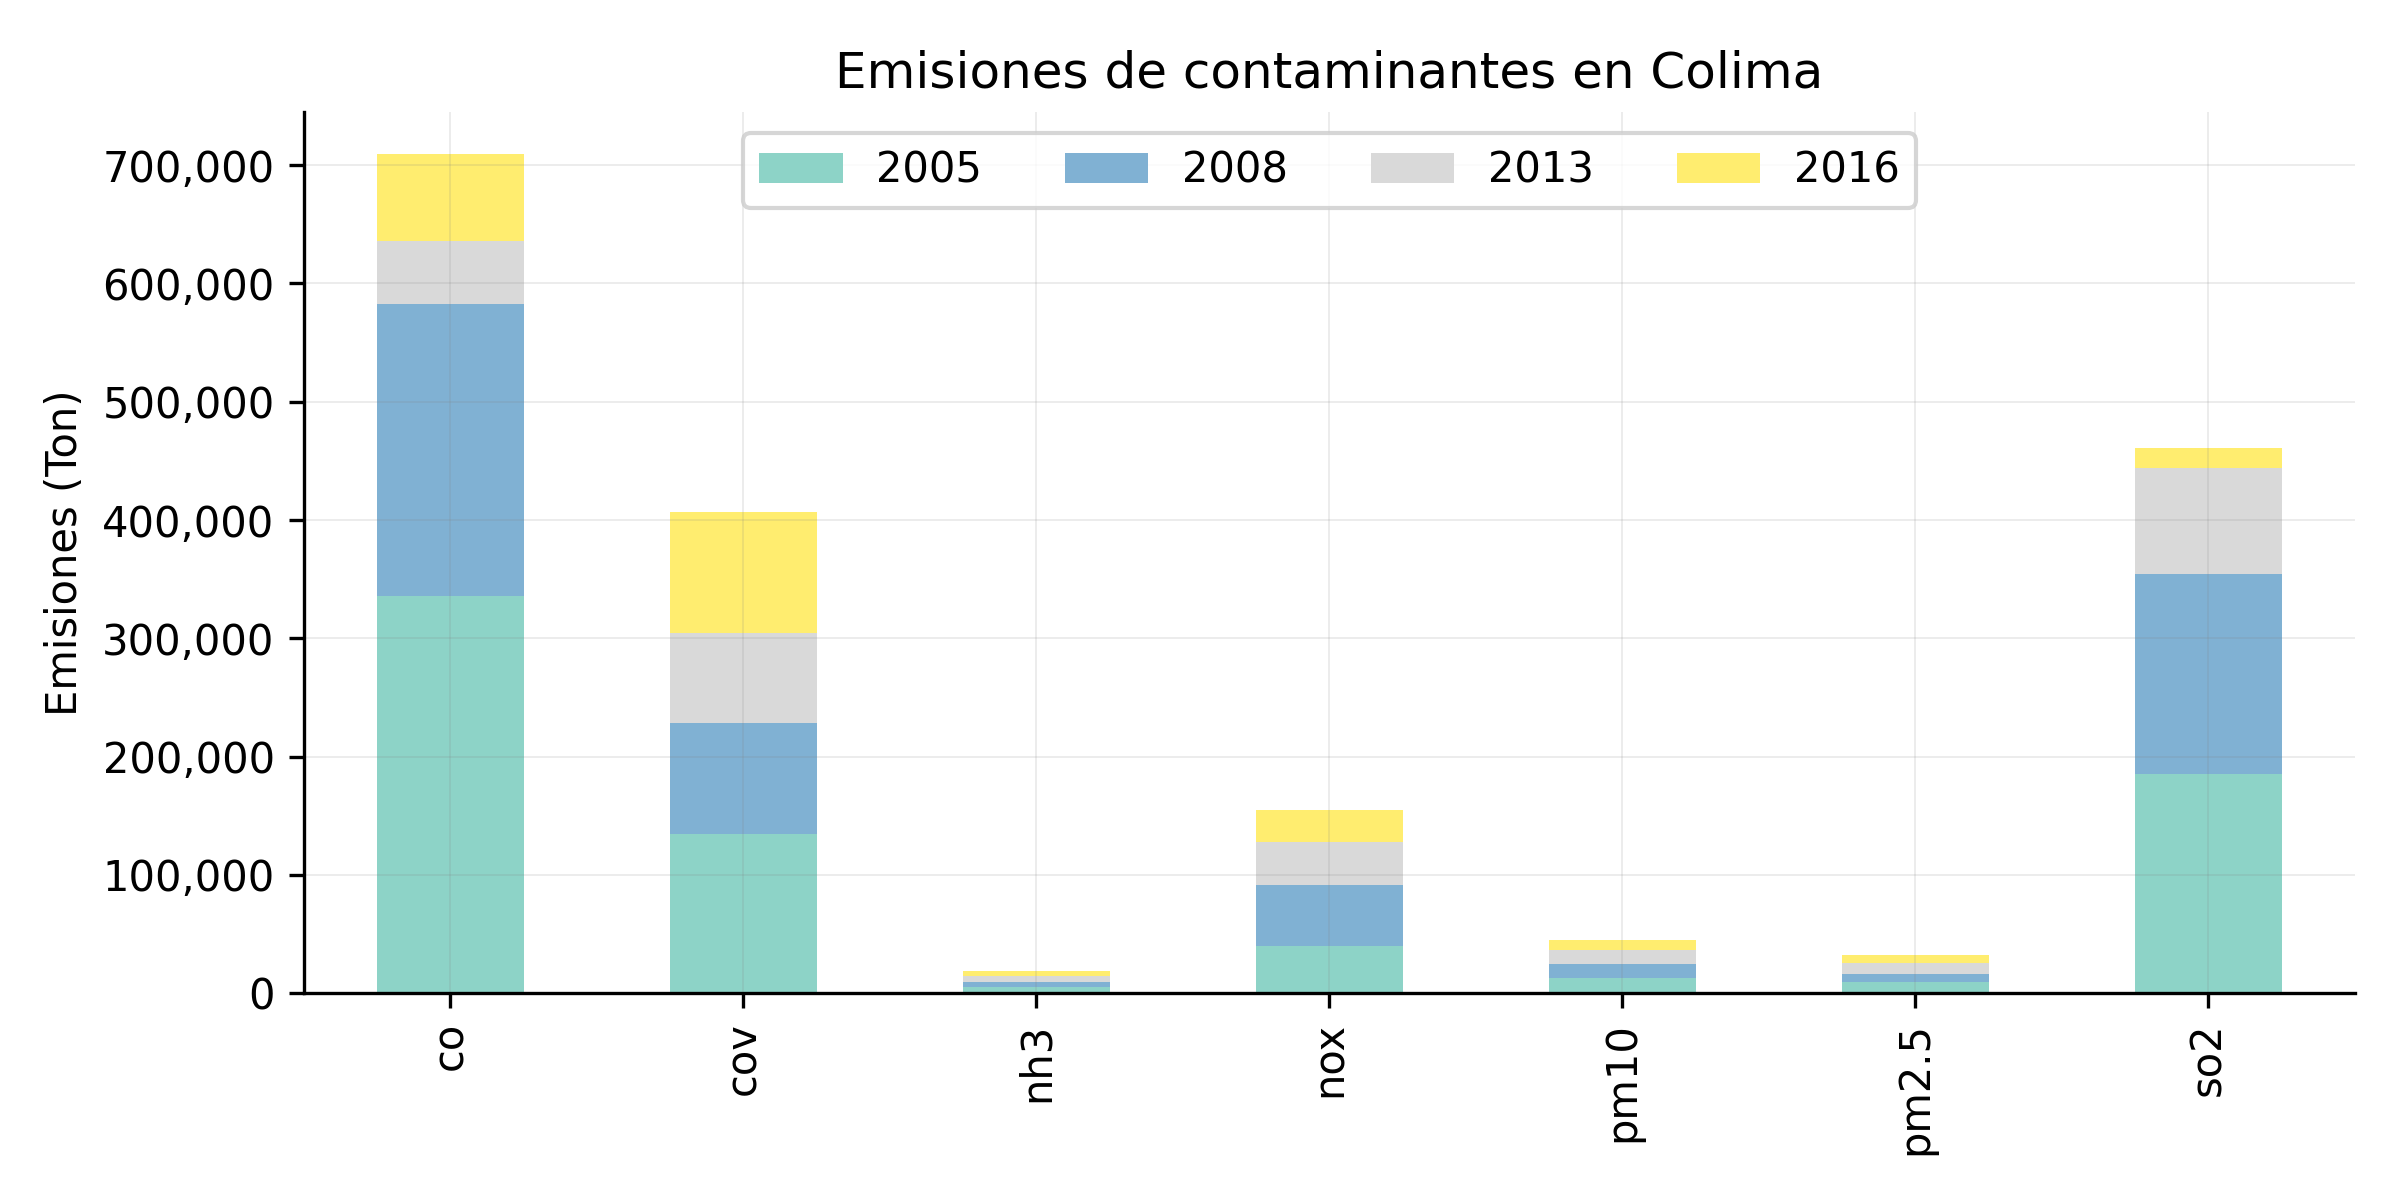 Emisiones de contaminantes en Colima
2005 2008 2013 2016
Emisiones (Ton)
700,000
600,000
500,000
400,000
300,000
200,000
100,000
0
co cov nh3 nox pm10 pm2.5 so2